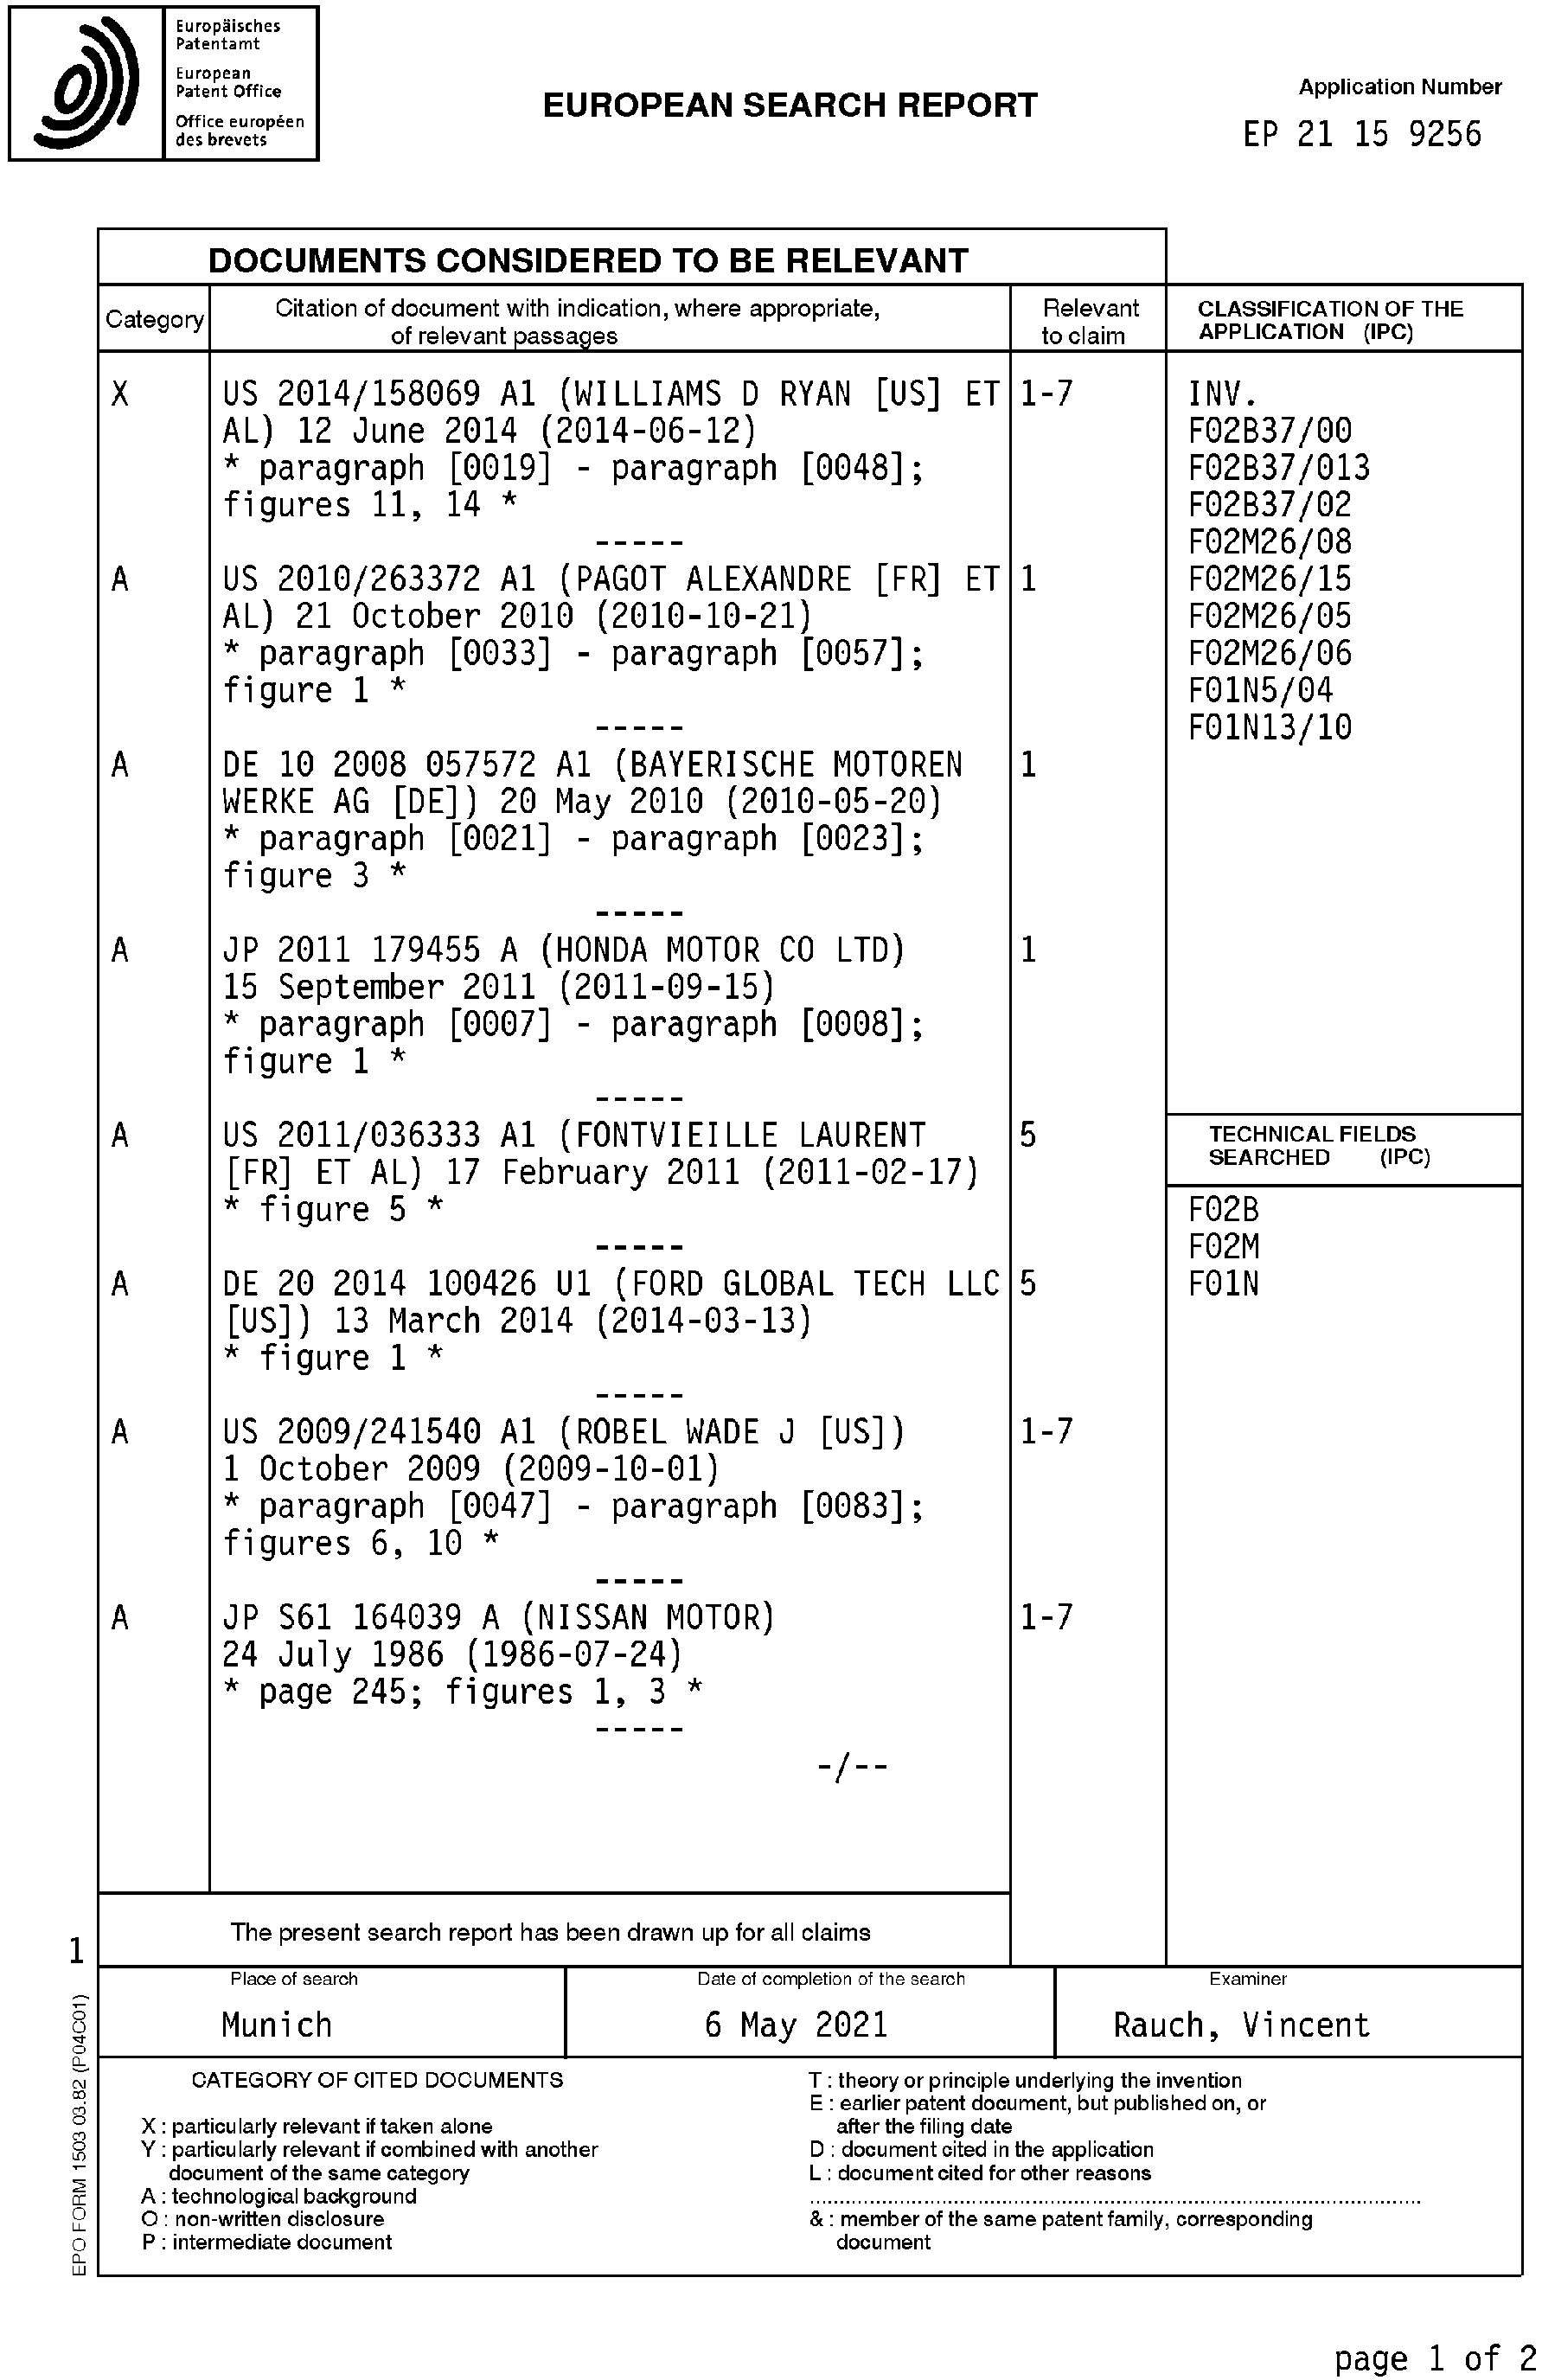 Europäisches
Patentamt
European
Patent Office
Office européen
des brevets
EUROPEAN SEARCH REPORT
Application Number
EP 21 15 9256
DOCUMENTS CONSIDERED TO BE RELEVANT
Category
Citation of document with indication, where appropriate,
of relevant passages
Relevant
to claim
CLASSIFICATION OF THE
APPLICATION (IPC)
X
US 2014/158069 A1 (WILLIAMS D RYAN [US] ET
AL) 12 June 2014 (2014-06-12)
* paragraph [0019] - paragraph [0048];
figures 11, 14 *
1-7
-----
A
US 2010/263372 A1 (PAGOT ALEXANDRE [FR] ET
AL) 21 October 2010 (2010-10-21)
* paragraph [0033] - paragraph [0057];
figure 1 *
1
-----
A
DE 10 2008 057572 A1 (BAYERISCHE MOTOREN
WERKE AG [DE]) 20 May 2010 (2010-05-20)
* paragraph [0021] - paragraph [0023];
figure 3 *
1
-----
A
JP 2011 179455 A (HONDA MOTOR CO LTD)
15 September 2011 (2011-09-15)
* paragraph [0007] - paragraph [0008];
figure 1 *
1
-----
A
US 2011/036333 A1 (FONTVIEILLE LAURENT
[FR] ET AL) 17 February 2011 (2011-02-17)
* figure 5 *
5
-----
A
DE 20 2014 100426 U1 (FORD GLOBAL TECH LLC
[US]) 13 March 2014 (2014-03-13)
* figure 1 *
5
-----
A
US 2009/241540 A1 (ROBEL WADE J [US])
1 October 2009 (2009-10-01)
* paragraph [0047] - paragraph [0083];
figures 6, 10 *
1-7
-----
A
JP S61 164039 A (NISSAN MOTOR)
24 July 1986 (1986-07-24)
* page 245; figures 1, 3 *
1-7
-----
-/--
INV.
F02B37/00
F02B37/013
F02B37/02
F02M26/08
F02M26/15
F02M26/05
F02M26/06
F01N5/04
F01N13/10
TECHNICAL FIELDS
SEARCHED (IPC)
F02B
F02M
F01N
The present search report has been drawn up for all claims
1
Place of search
Munich
Date of completion of the search
6 May 2021
Examiner
Rauch, Vincent
CATEGORY OF CITED DOCUMENTS
X : particularly relevant if taken alone
Y : particularly relevant if combined with another
document of the same category
A : technological background
O : non-written disclosure
P : intermediate document
T : theory or principle underlying the invention
E : earlier patent document, but published on, or
after the filing date
D : document cited in the application
L : document cited for other reasons
& : member of the same patent family, corresponding
document
EPO FORM 1503 03.82 (P04C01)
page 1 of 2